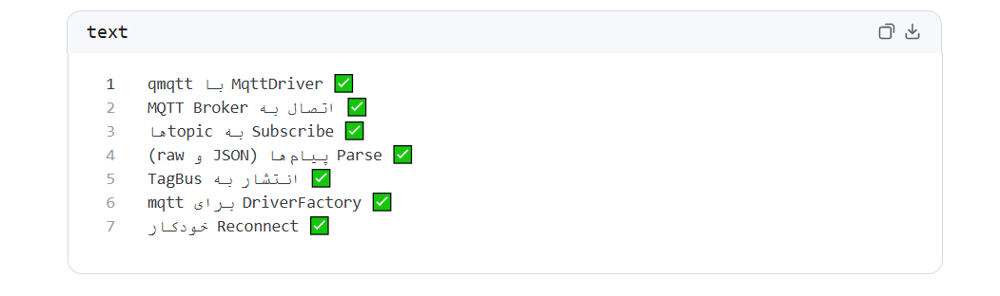 text
1 ✅ MqttDriver با qmqtt
2 ✅ اتصال به MQTT Broker
3 ✅ Subscribe به topicها
4 ✅ Parse پیام‌ها (JSON و raw)
5 ✅ انتشار به TagBus
6 ✅ DriverFactory برای mqtt
7 ✅ Reconnect خودکار